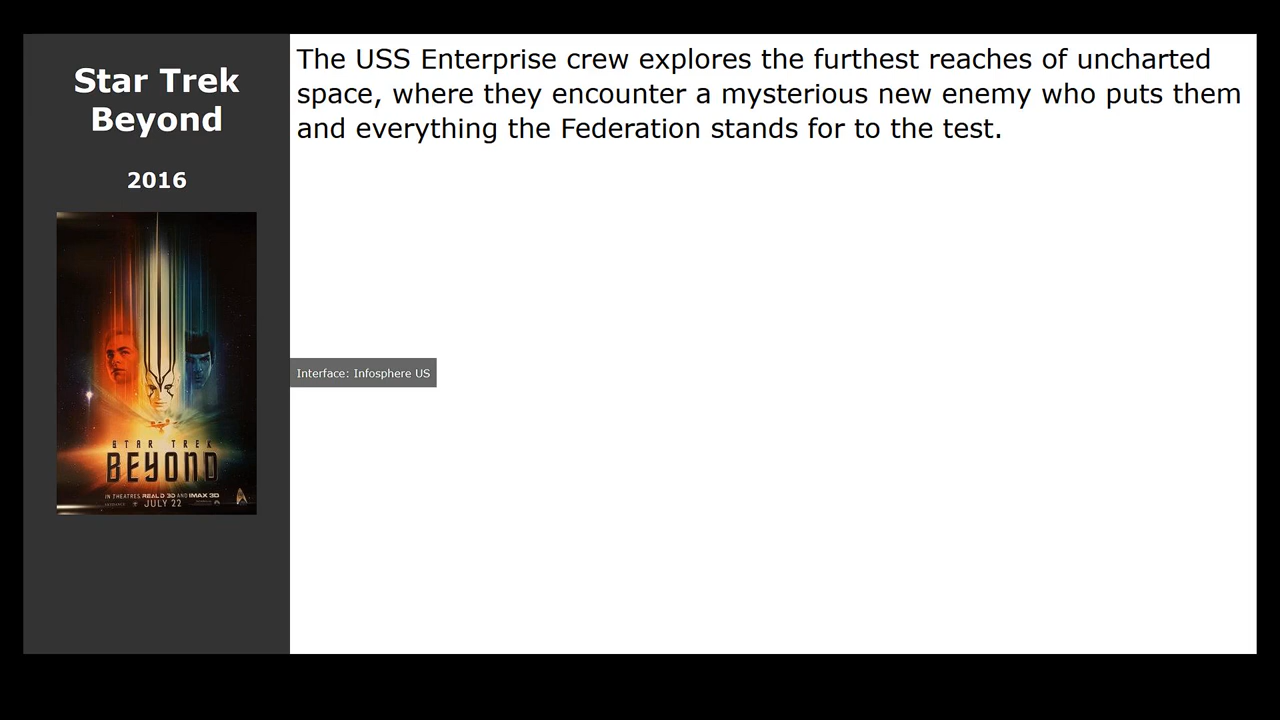 Star Trek
Beyond
2016
The USS Enterprise crew explores the furthest reaches of uncharted
space, where they encounter a mysterious new enemy who puts them
and everything the Federation stands for to the test.
Interface: Infosphere US
STAR TREK
BEYOND
IN THEATRES REAL D 3D AND IMAX 3D
JULY 22